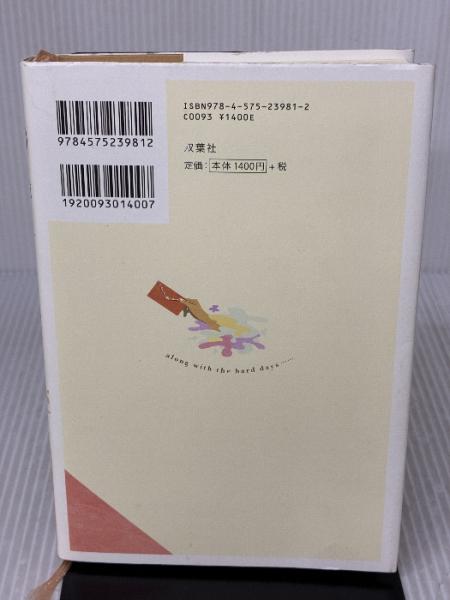 ISBN978-4-575-23981-2
C0093 ¥1400E
9784575239812
双葉社
定価：本体1400円＋税
1920093014007
along with the hard days……